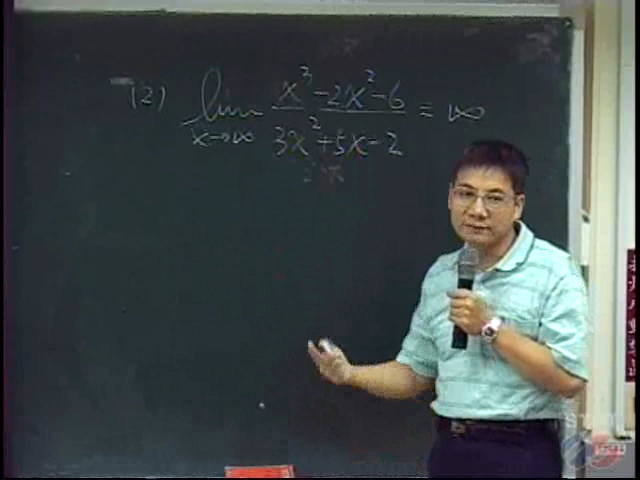 (2) lim x→∞ x³-2x²-6 / 3x²+5x-2 = ∞